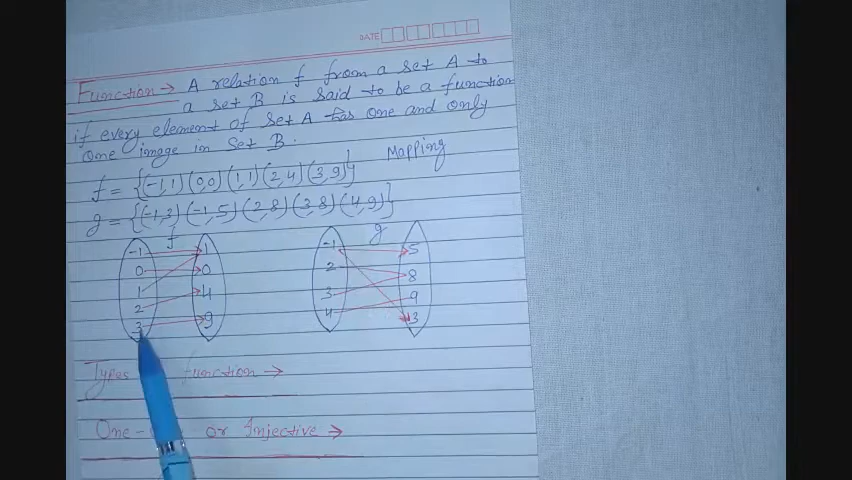 DATE
Function → A relation f from a set A to
a set B is said to be a function
if every element of set A has one and only
one image in set B.
f = {(-1,1)(0,0)(1,1)(2,4)(3,9)} Mapping
g = {(-1,3)(-1,5)(2,8)(3,8)(4,9)}
f
g
-1 1
0 0
1 4
2 9
3
-1 5
2 8
3 9
4 3
Types function →
One- or Injective →